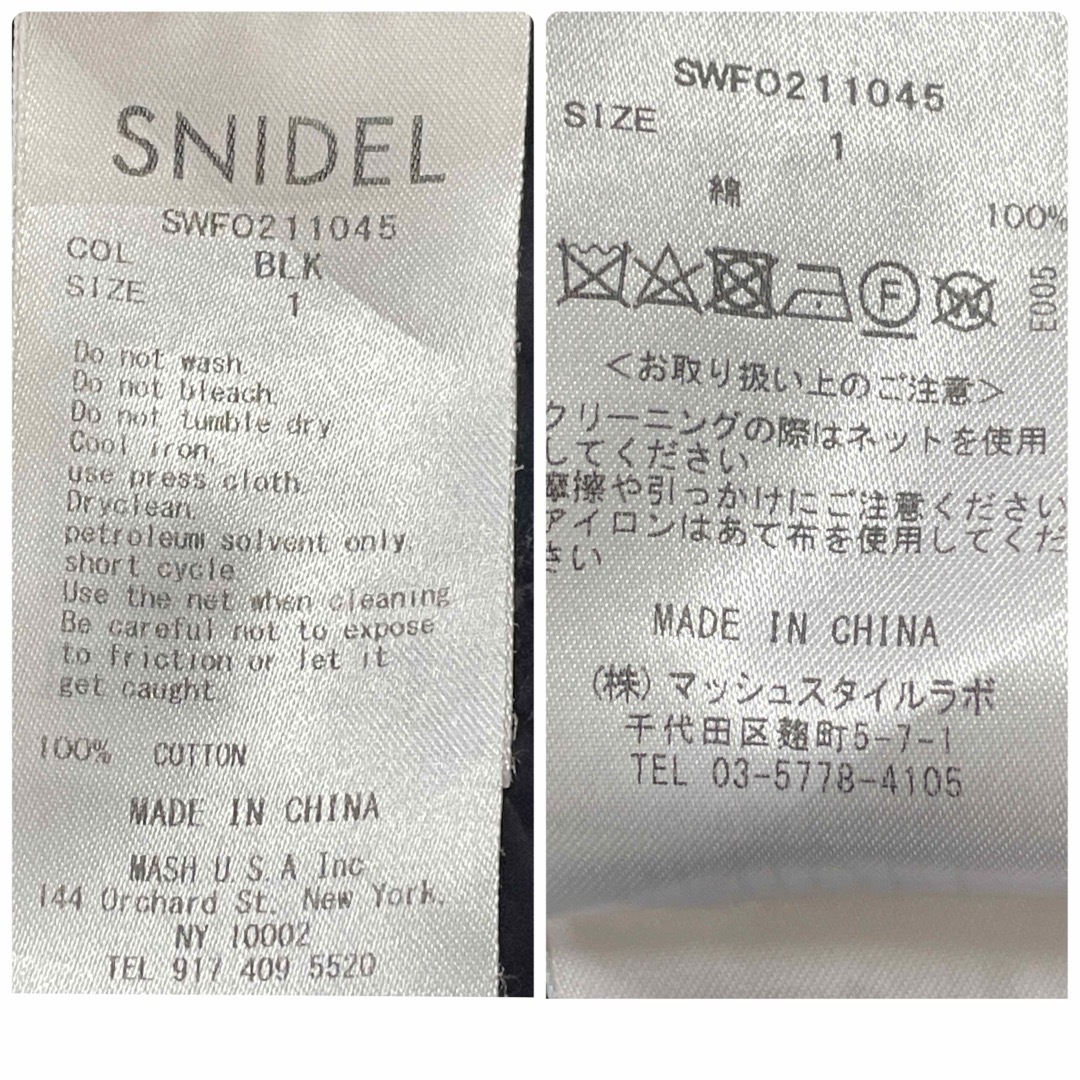 SNIDEL
SWFO211045
COL BLK
SIZE 1
Do not wash.
Do not bleach.
Do not tumble dry
Cool iron,
use press cloth.
Dryclean,
petroleum solvent only,
short cycle.
Use the net when cleaning
Be careful not to expose
to friction or let it
get caught.
100% COTTON
MADE IN CHINA
MASH U.S.A Inc
144 Orchard St. New York.
NY 10002
TEL 917 409 5520
SWFO211045
SIZE 1
綿 100%
F W
E005
<お取り扱い上のご注意>
クリーニングの際はネットを使用
してください
摩擦や引っかけにご注意ください
アイロンはあて布を使用してくだ
さい
MADE IN CHINA
(株)マッシュスタイルラボ
千代田区麹町5-7-1
TEL 03-5778-4105